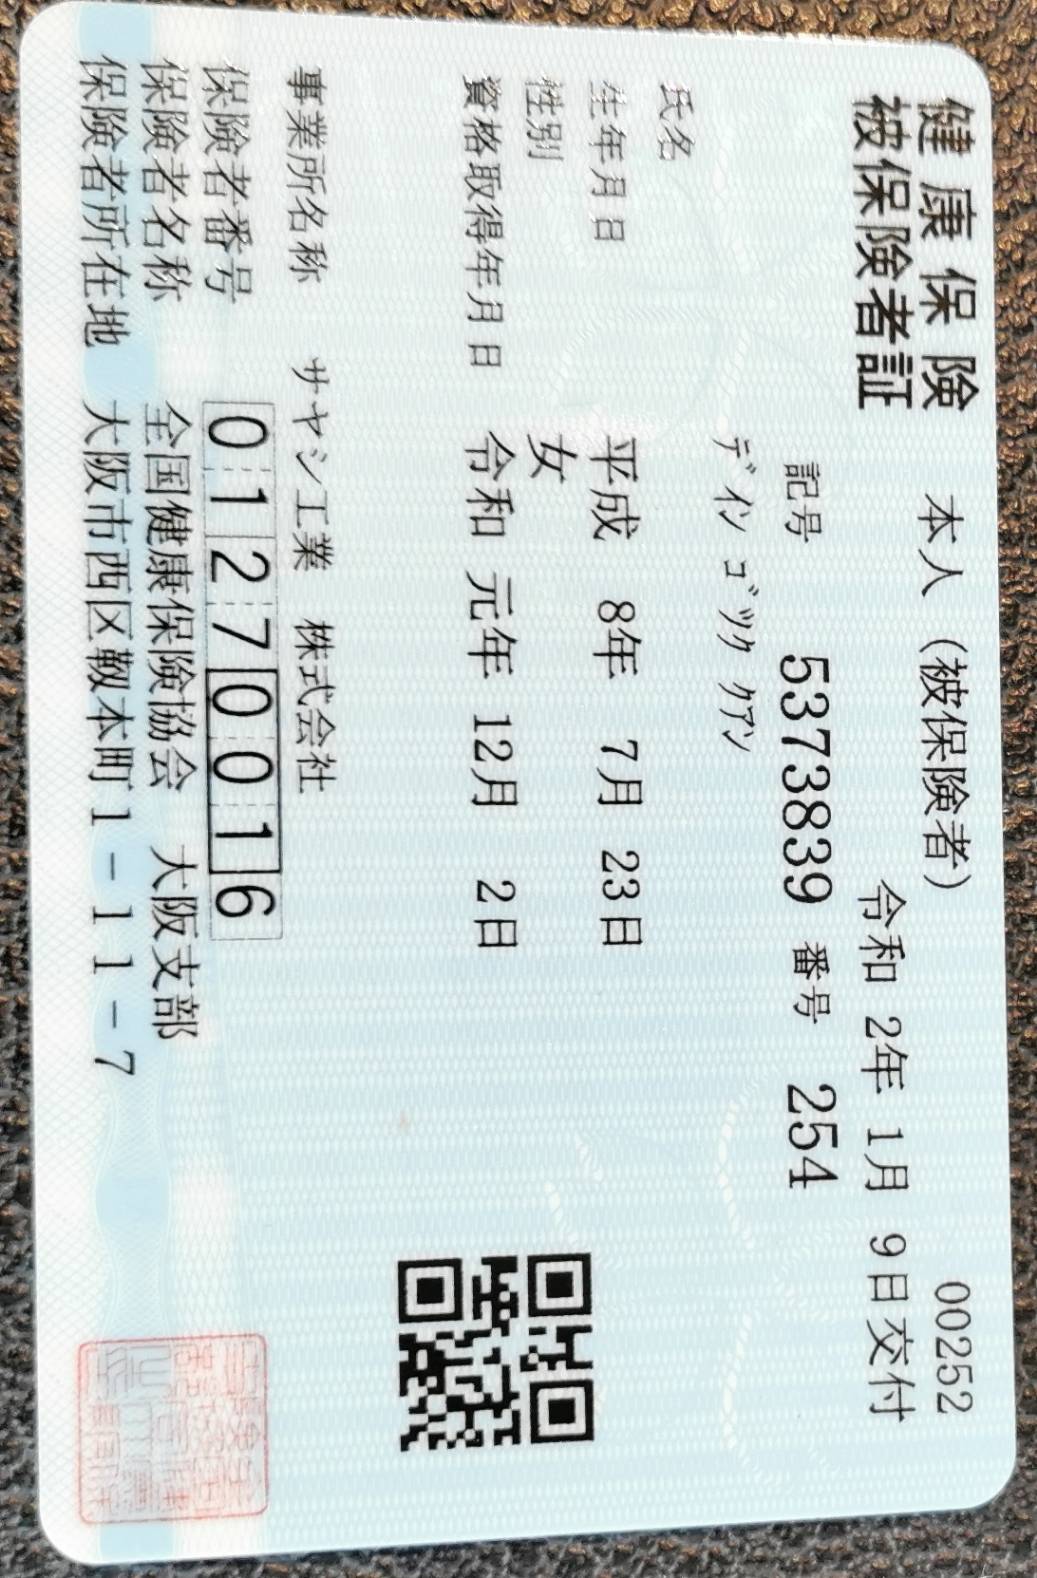 健康保険 本人（被保険者） 00252
被保険者証 令和 2年 1月 9日交付
記号 5373839 番号 254
ﾃﾞｲﾝ ｺﾞﾂｸ ｸｱﾝ
氏名
生年月日 平成 8年 7月 23日
性別 女
資格取得年月日 令和 元年 12月 2日
事業所名称 サヤシ工業 株式会社
保険者番号 01270016
保険者名称 全国健康保険協会 大阪支部
保険者所在地 大阪市西区靱本町1-11-7